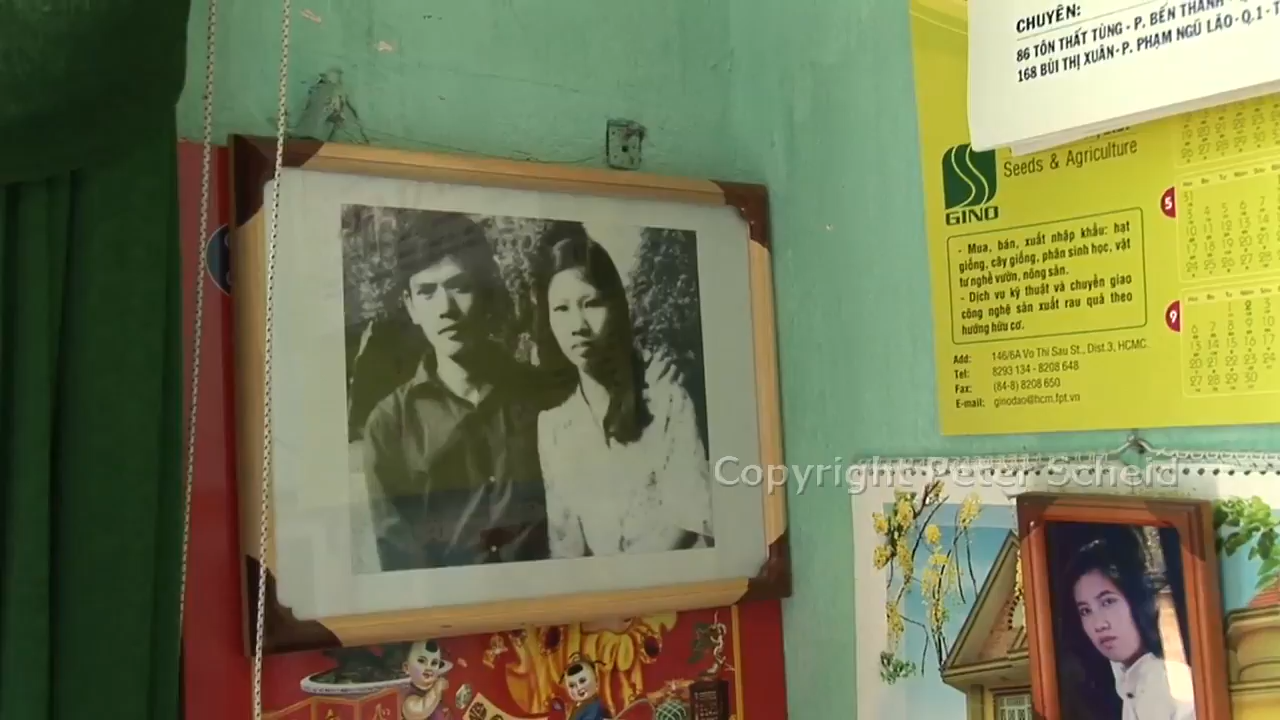 CHUYÊN:
86 TÔN THẤT TÙNG - P. BẾN THÀNH
168 BÙI THỊ XUÂN - P. PHẠM NGŨ LÃO - Q.1 - T
Seeds & Agriculture
GINO
- Mua, bán, xuất nhập khẩu: hạt
giống, cây giống, phân sinh học, vật
tư nghề vườn, nông sản.
- Dịch vụ kỹ thuật và chuyển giao
công nghệ sản xuất rau quả theo
hướng hữu cơ.
Add: 146/6A Vo Thi Sau St., Dist.3, HCMC.
Tel: 8293 134 - 8208 648
Fax: (84-8) 8208 650
E-mail: ginodao@hcm.fpt.vn
5
9
Copyright Peter Scheid